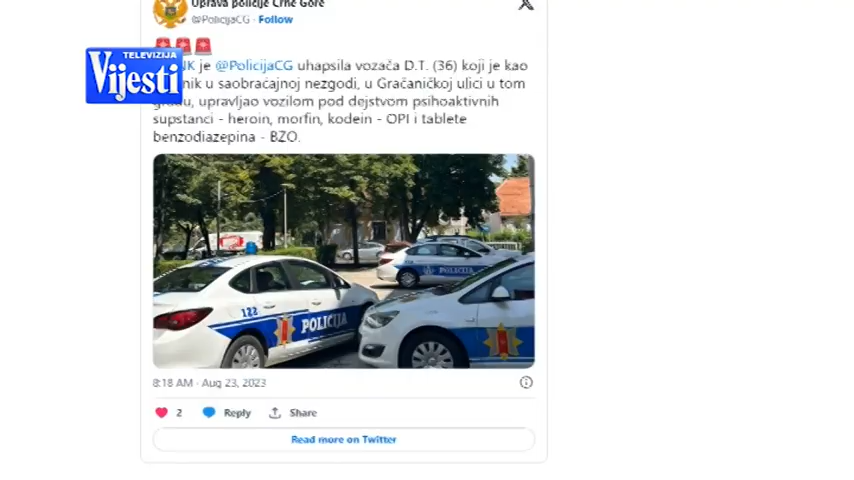 Uprava policije Crne Gore
@PolicijaCG · Follow
TELEVIZIJA
Vijesti
NK je @PolicijaCG uhapsila vozača D.T. (36) koji je kao
u saobraćajnoj nezgodi, u Gračaničkoj ulici u tom
upravljao vozilom pod dejstvom psihoaktivnih
supstanci - heroin, morfin, kodein - OPI i tablete
benzodiazepina - BZO.
122
POLICIJA
POLICIJA
8:18 AM · Aug 23, 2023
2 Reply Share
Read more on Twitter